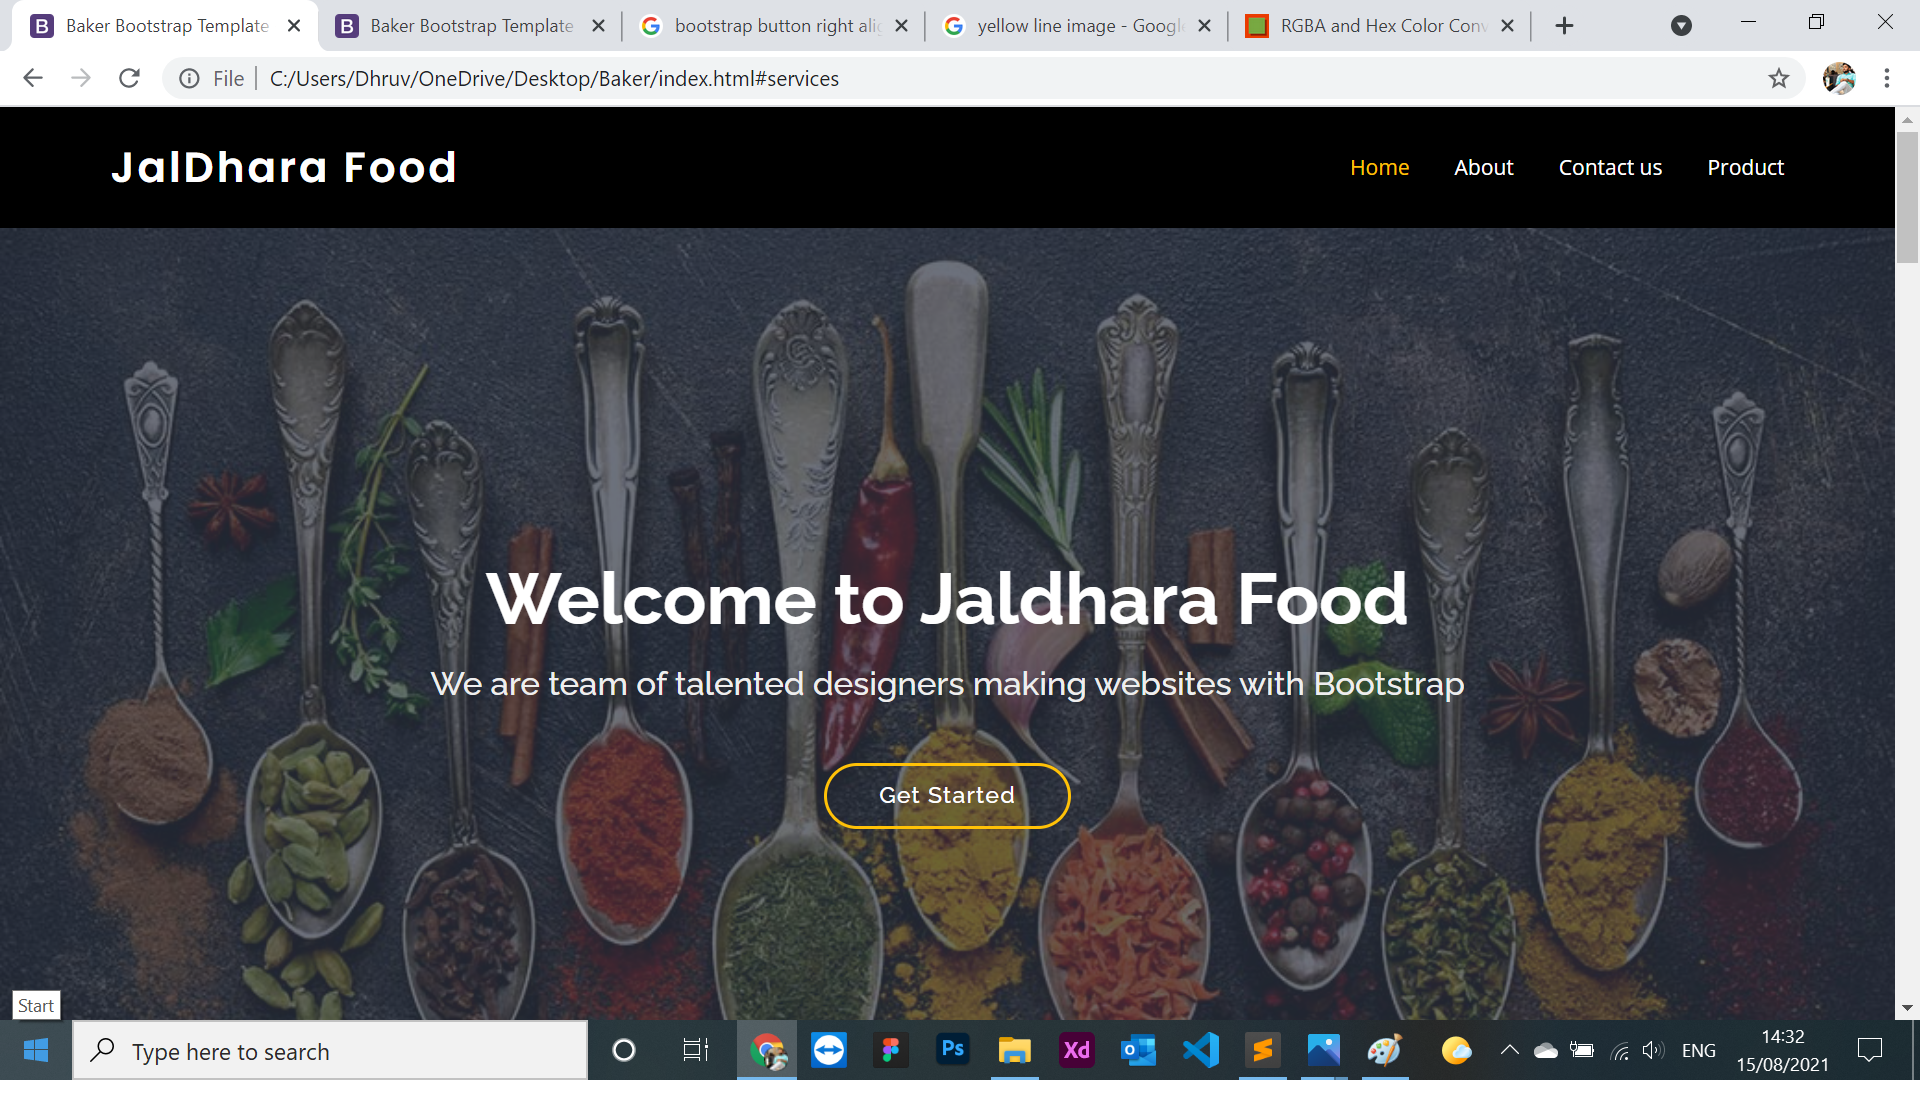 Baker Bootstrap Template
Baker Bootstrap Template
bootstrap button right alig
yellow line image - Google
RGBA and Hex Color Conv
File
C:/Users/Dhruv/OneDrive/Desktop/Baker/index.html#services
JalDhara Food
Home
About
Contact us
Product
Welcome to Jaldhara Food
We are team of talented designers making websites with Bootstrap
Get Started
Start
Type here to search
Ps
Xd
ENG
14:32
15/08/2021